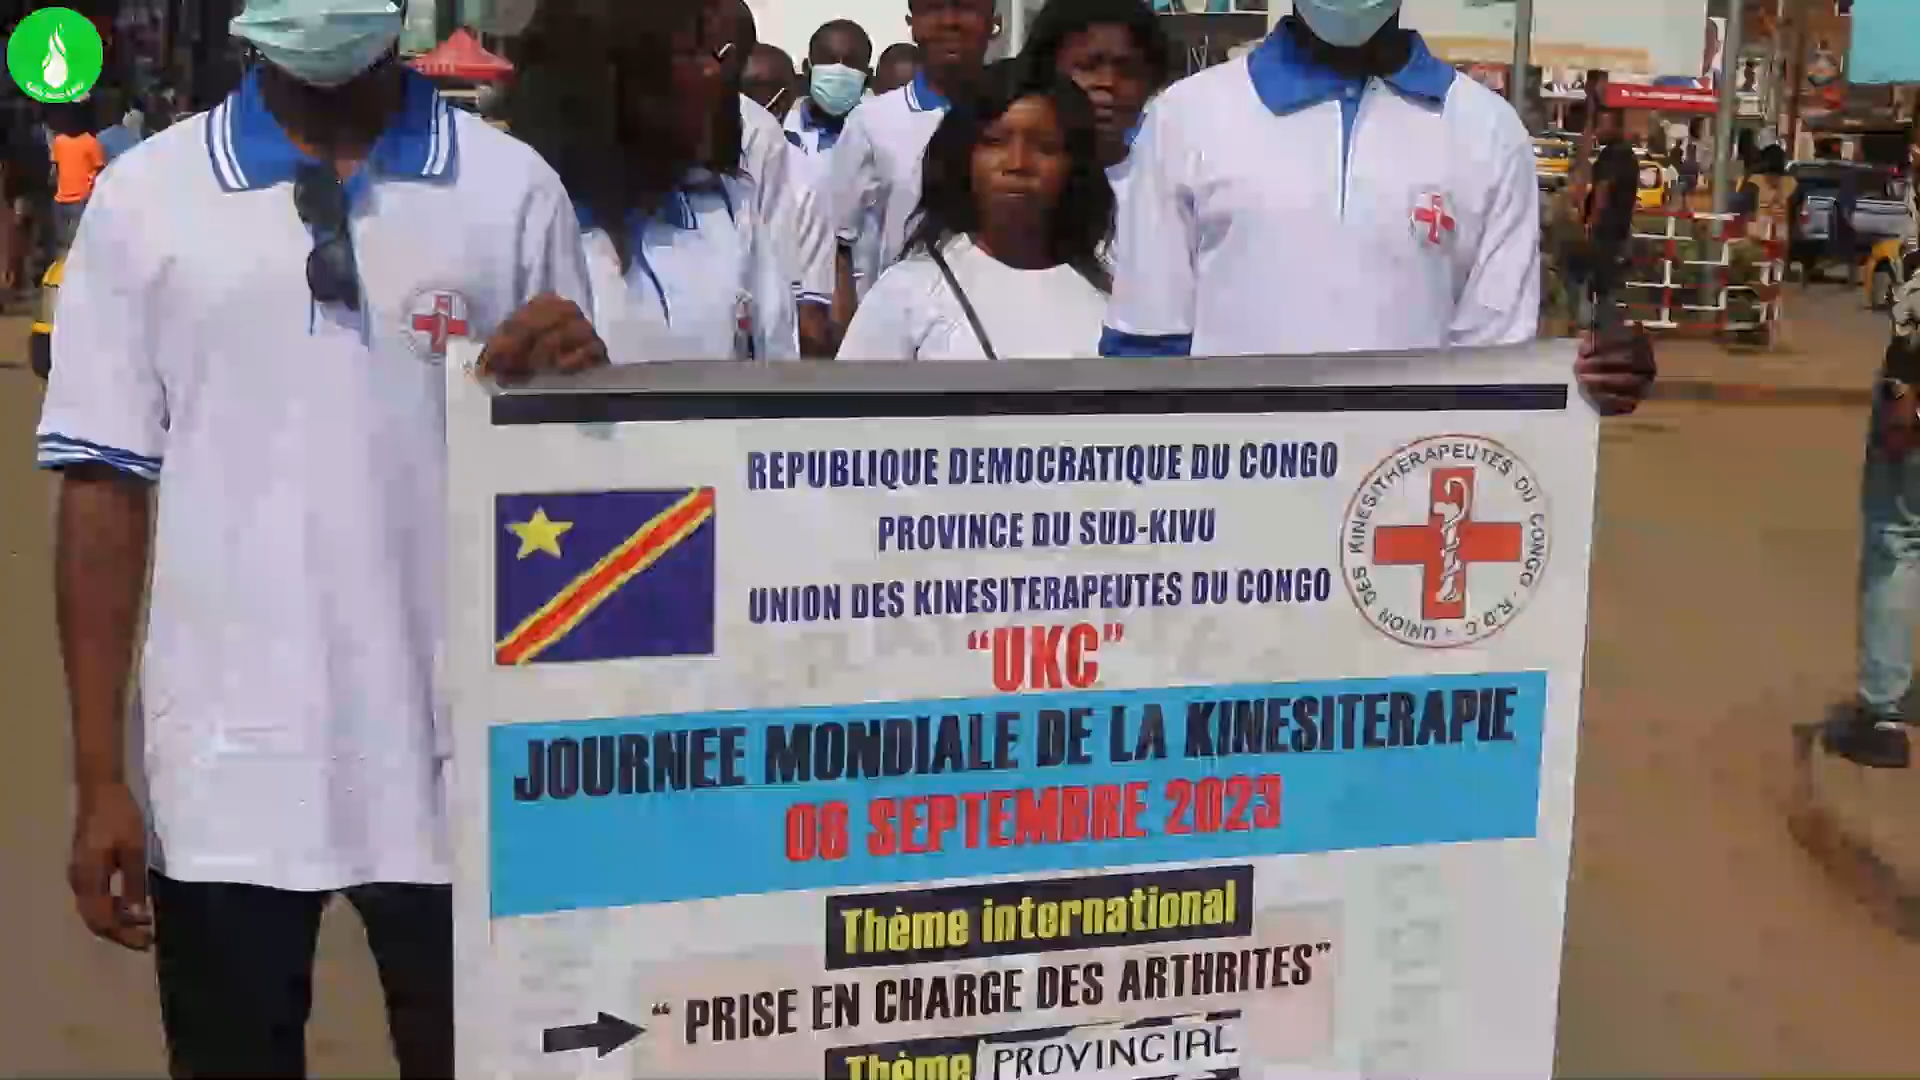 REPUBLIQUE DEMOCRATIQUE DU CONGO
PROVINCE DU SUD-KIVU
UNION DES KINESITERAPEUTES DU CONGO
"UKC"
UNION DES KINESITHERAPEUTES DU CONGO - R.D.C -
JOURNEE MONDIALE DE LA KINESITERAPIE
08 SEPTEMBRE 2023
Thème international
" PRISE EN CHARGE DES ARTHRITES"
Thème PROVINCIAL